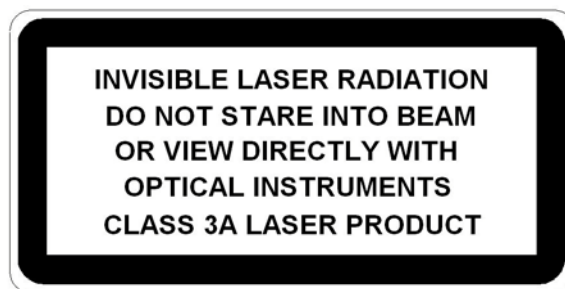 INVISIBLE LASER RADIATION
DO NOT STARE INTO BEAM
OR VIEW DIRECTLY WITH
OPTICAL INSTRUMENTS
CLASS 3A LASER PRODUCT